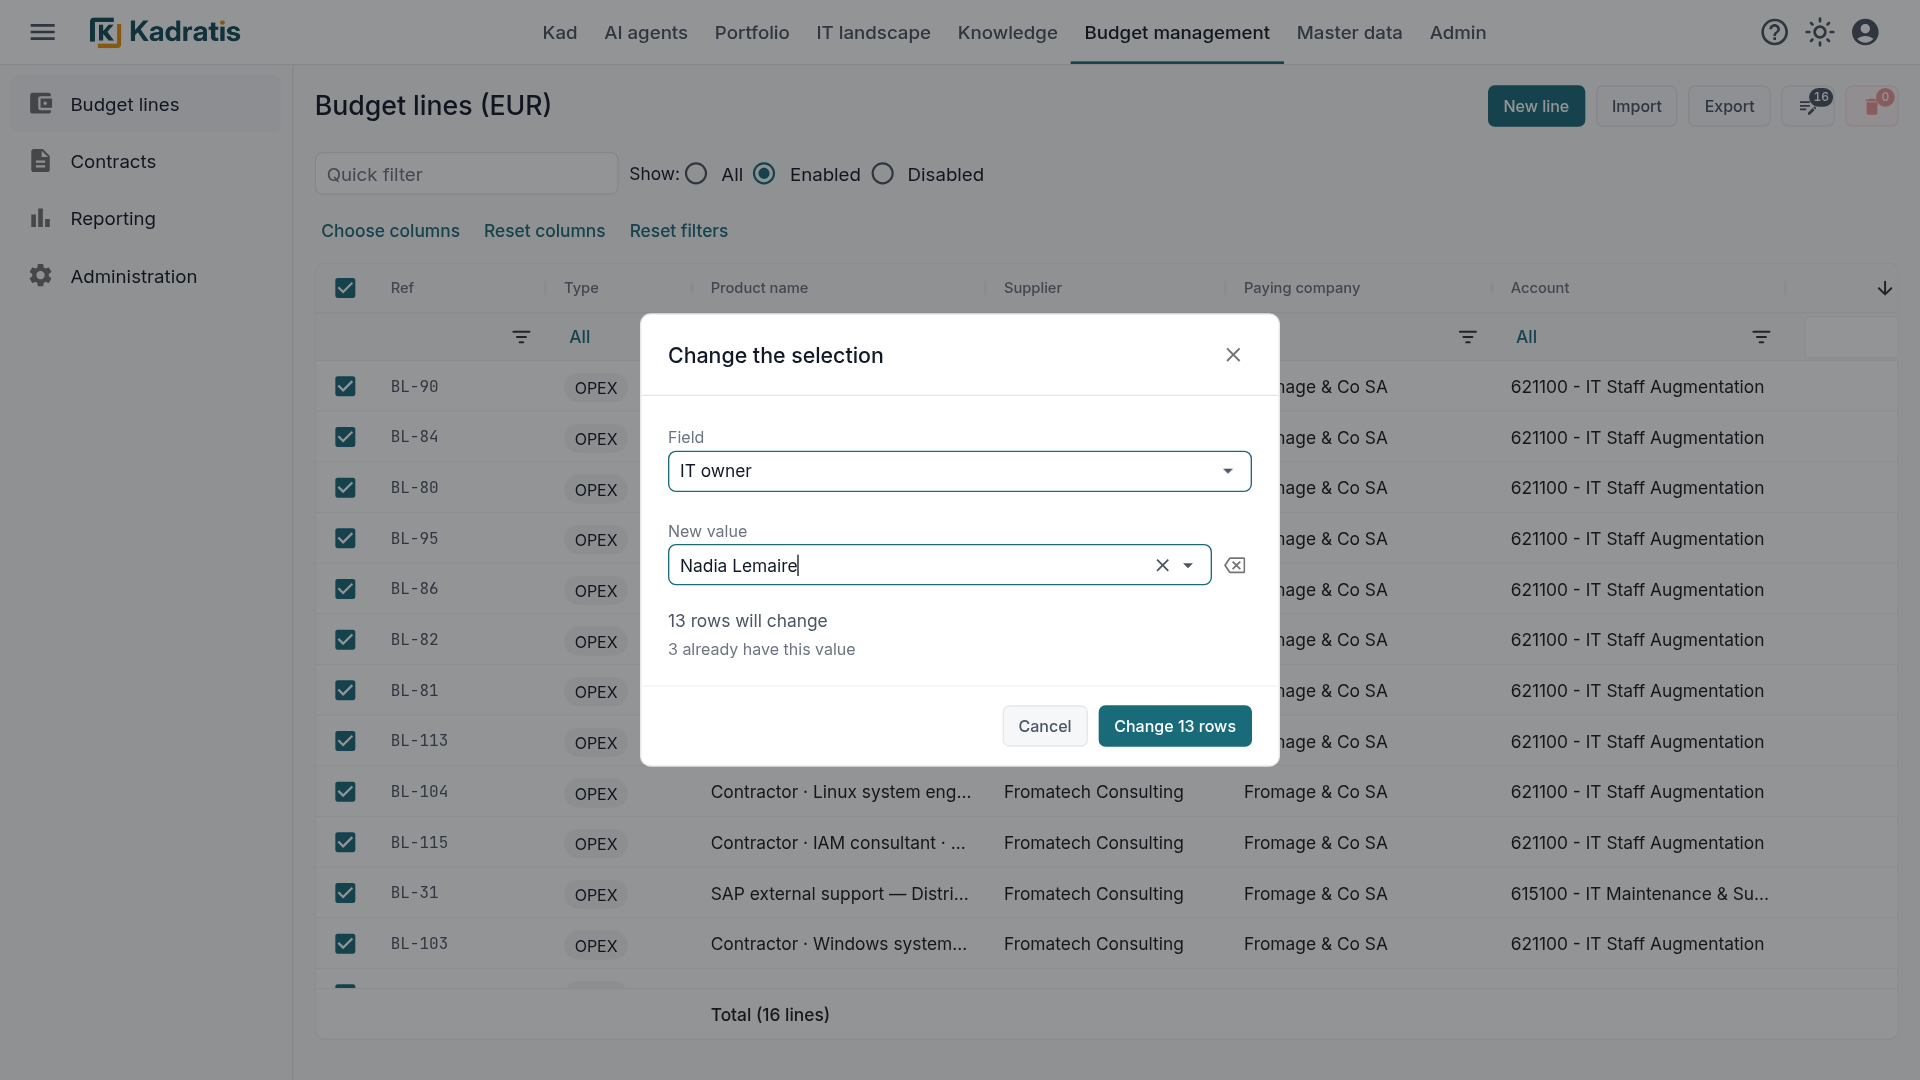 Kadratis
Kad AI agents Portfolio IT landscape Knowledge Budget management Master data Admin
Budget lines
Contracts
Reporting
Administration
Budget lines (EUR)
New line Import Export 16 0
Quick filter Show: All Enabled Disabled
Choose columns Reset columns Reset filters
Ref Type Product name Supplier Paying company Account
All All
BL-90 OPEX mage & Co SA 621100 - IT Staff Augmentation
BL-84 OPEX mage & Co SA 621100 - IT Staff Augmentation
BL-80 OPEX mage & Co SA 621100 - IT Staff Augmentation
BL-95 OPEX mage & Co SA 621100 - IT Staff Augmentation
BL-86 OPEX mage & Co SA 621100 - IT Staff Augmentation
BL-82 OPEX mage & Co SA 621100 - IT Staff Augmentation
BL-81 OPEX mage & Co SA 621100 - IT Staff Augmentation
BL-113 OPEX mage & Co SA 621100 - IT Staff Augmentation
BL-104 OPEX Contractor · Linux system eng... Fromatech Consulting Fromage & Co SA 621100 - IT Staff Augmentation
BL-115 OPEX Contractor · IAM consultant · ... Fromatech Consulting Fromage & Co SA 621100 - IT Staff Augmentation
BL-31 OPEX SAP external support — Distri... Fromatech Consulting Fromage & Co SA 615100 - IT Maintenance & Su...
BL-103 OPEX Contractor · Windows system... Fromatech Consulting Fromage & Co SA 621100 - IT Staff Augmentation
Total (16 lines)
Change the selection
Field
IT owner
New value
Nadia Lemaire
13 rows will change
3 already have this value
Cancel Change 13 rows